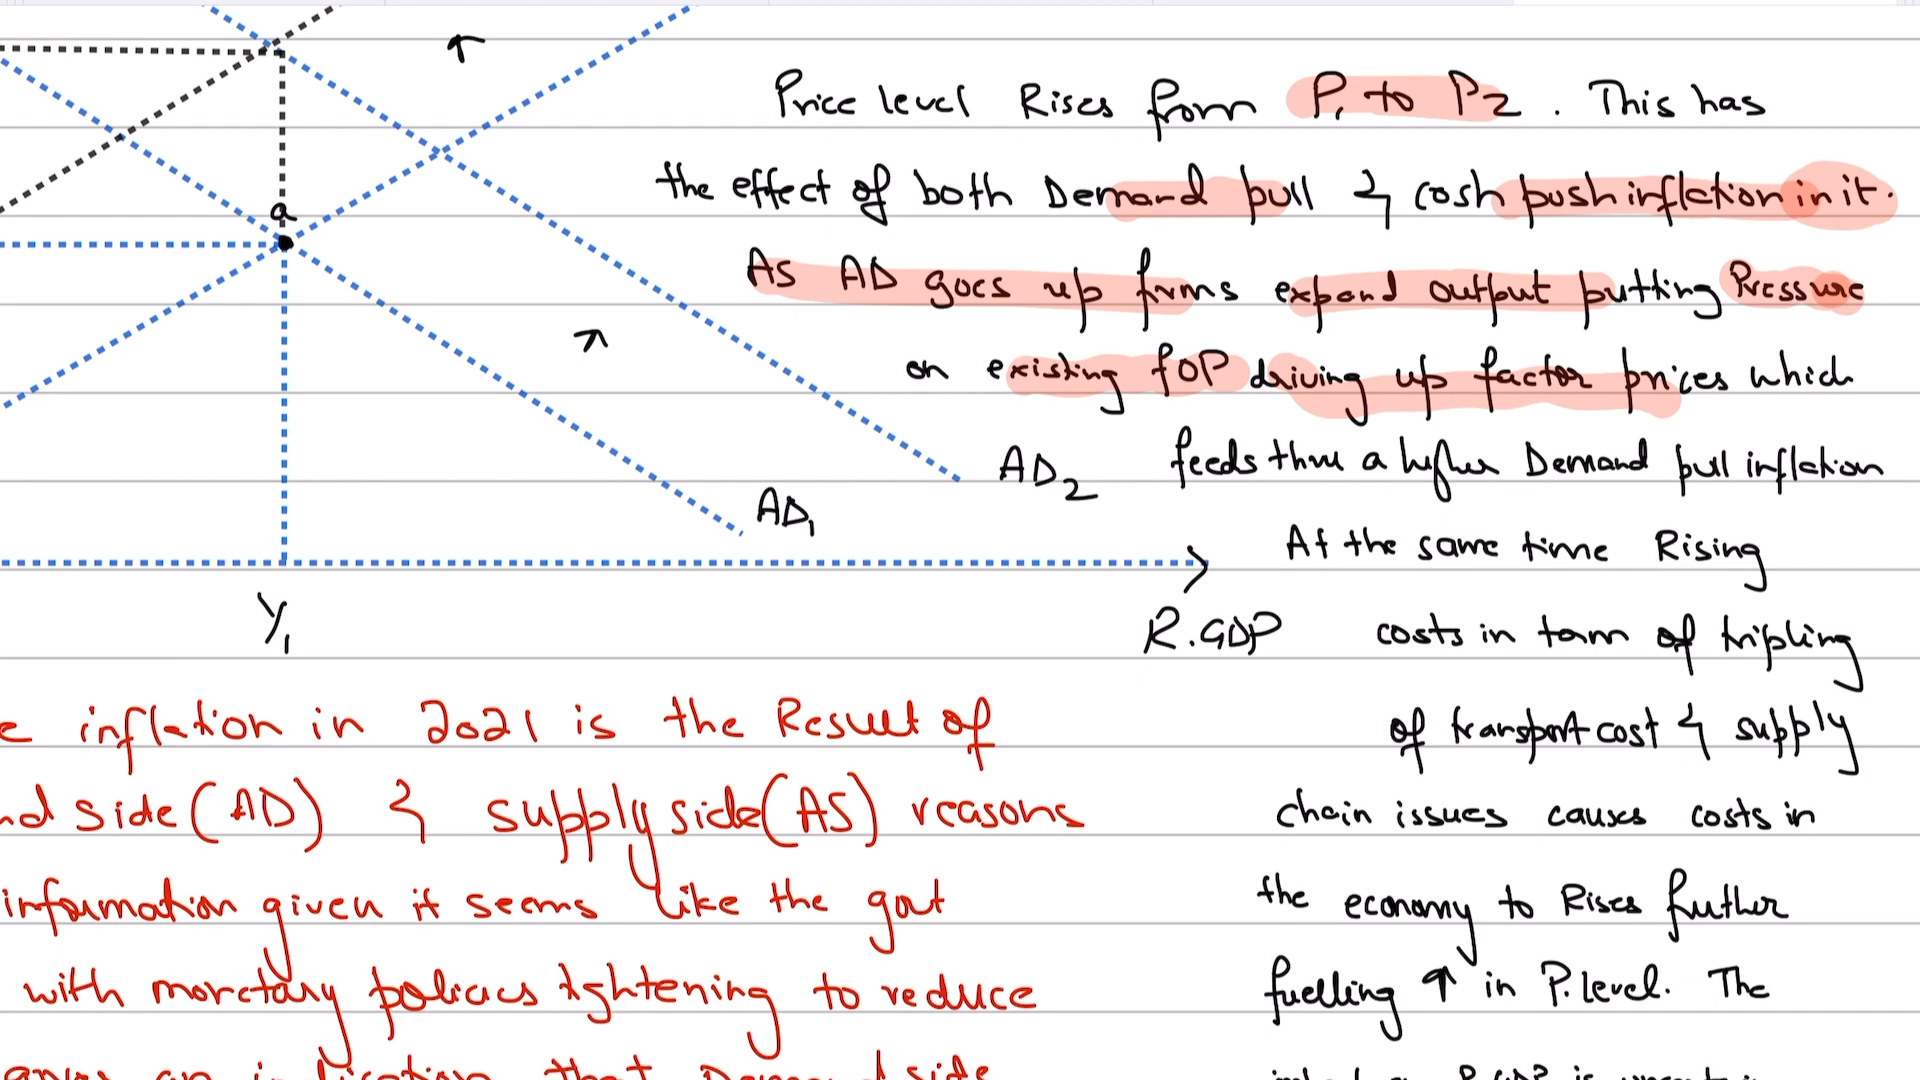 Price level Rises from P1 to P2. This has
the effect of both Demand pull & cosh push inflation in it.
As AD goes up firms expand output putting Pressure
on existing FOP driving up factor prices which
feeds thru a higher Demand pull inflation
At the same time Rising
costs in term of tripling
of transport cost & supply
chain issues causes costs in
the economy to Rises further
fuelling ↑ in P.level. The
a
AD2
AD1
Y1
R.GDP
inflation in 2021 is the Result of
side (AD) & supply side (AS) reasons
information given it seems like the govt
with monetary policies tightening to reduce
that Demand side